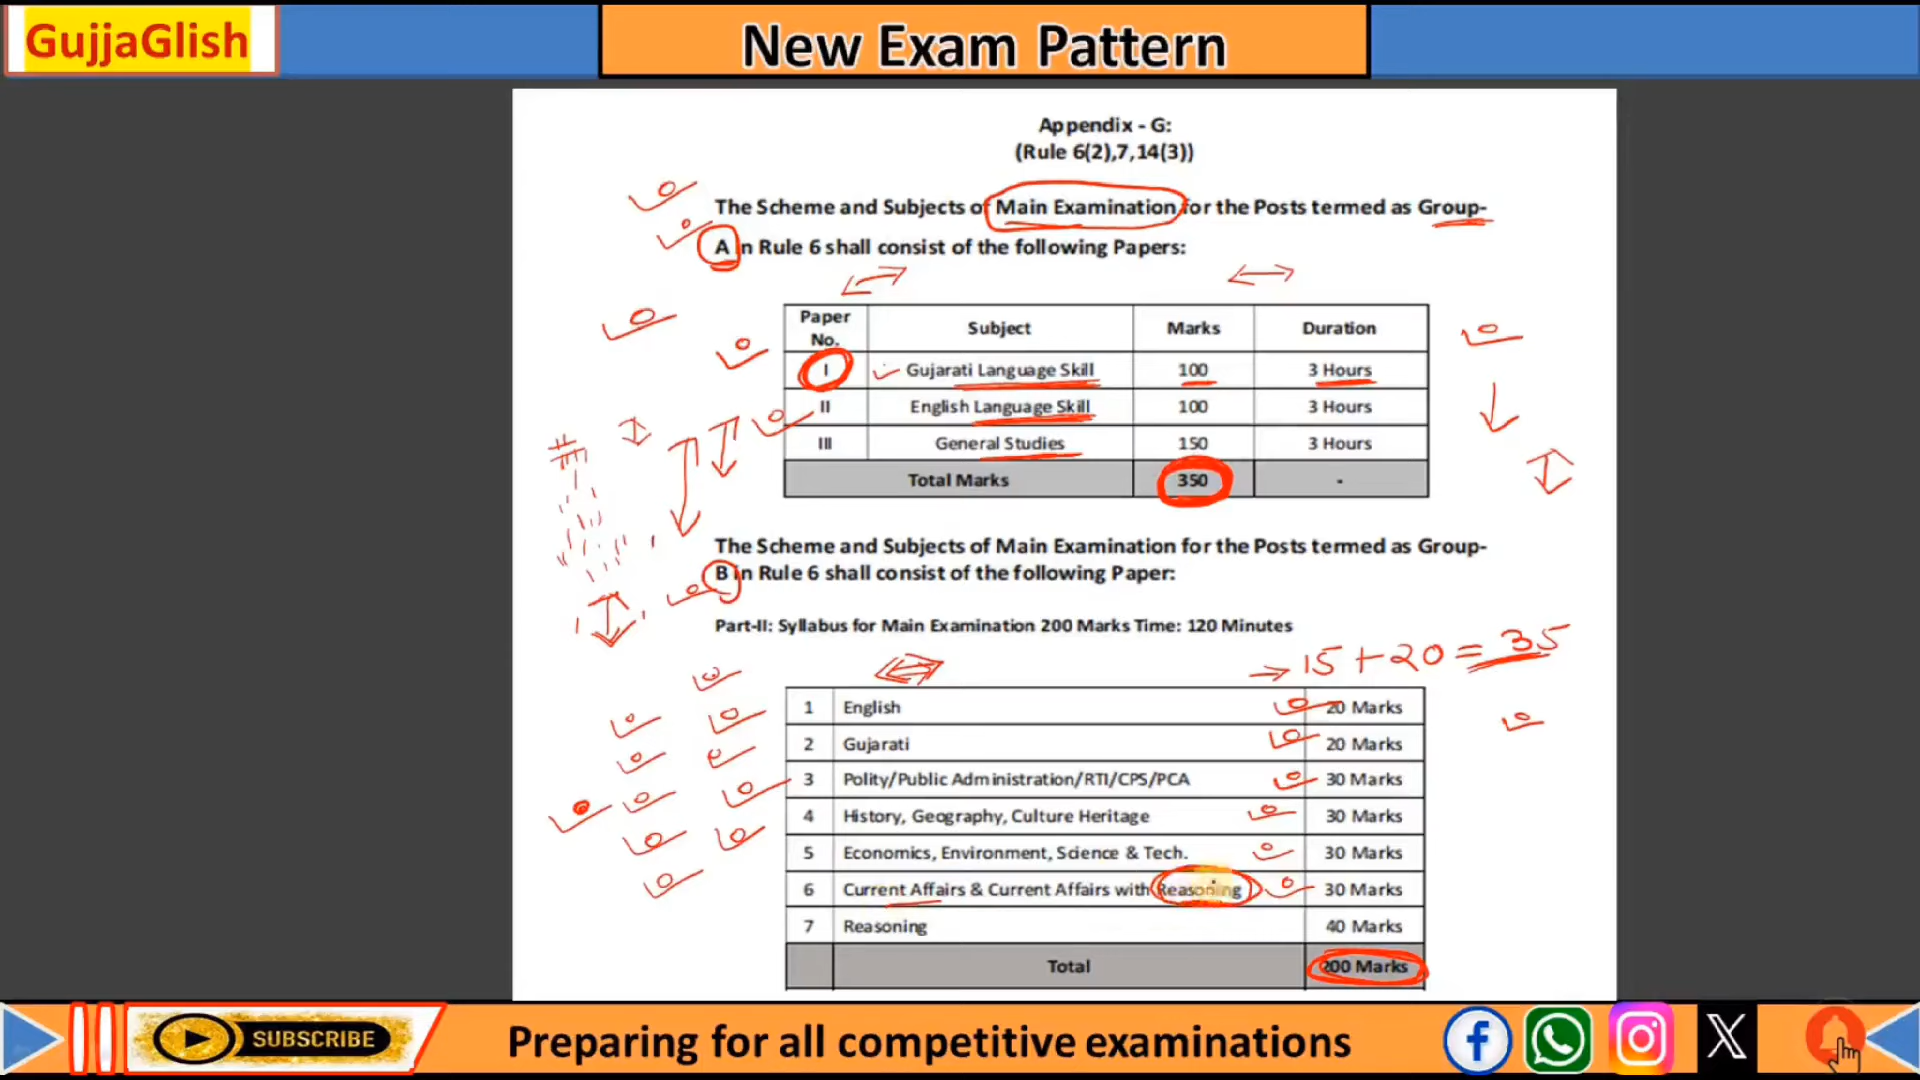 GujjaGlish
New Exam Pattern
Appendix - G:
(Rule 6(2),7,14(3))
The Scheme and Subjects of Main Examination for the Posts termed as Group-
A in Rule 6 shall consist of the following Papers:
Paper No. Subject Marks Duration
I Gujarati Language Skill 100 3 Hours
II English Language Skill 100 3 Hours
III General Studies 150 3 Hours
Total Marks 350 -
The Scheme and Subjects of Main Examination for the Posts termed as Group-
B in Rule 6 shall consist of the following Paper:
Part-II: Syllabus for Main Examination 200 Marks Time: 120 Minutes
15 + 20 = 35
1 English 20 Marks
2 Gujarati 20 Marks
3 Polity/Public Administration/RTI/CPS/PCA 30 Marks
4 History, Geography, Culture Heritage 30 Marks
5 Economics, Environment, Science & Tech. 30 Marks
6 Current Affairs & Current Affairs with Reasoning 30 Marks
7 Reasoning 40 Marks
Total 200 Marks
SUBSCRIBE
Preparing for all competitive examinations